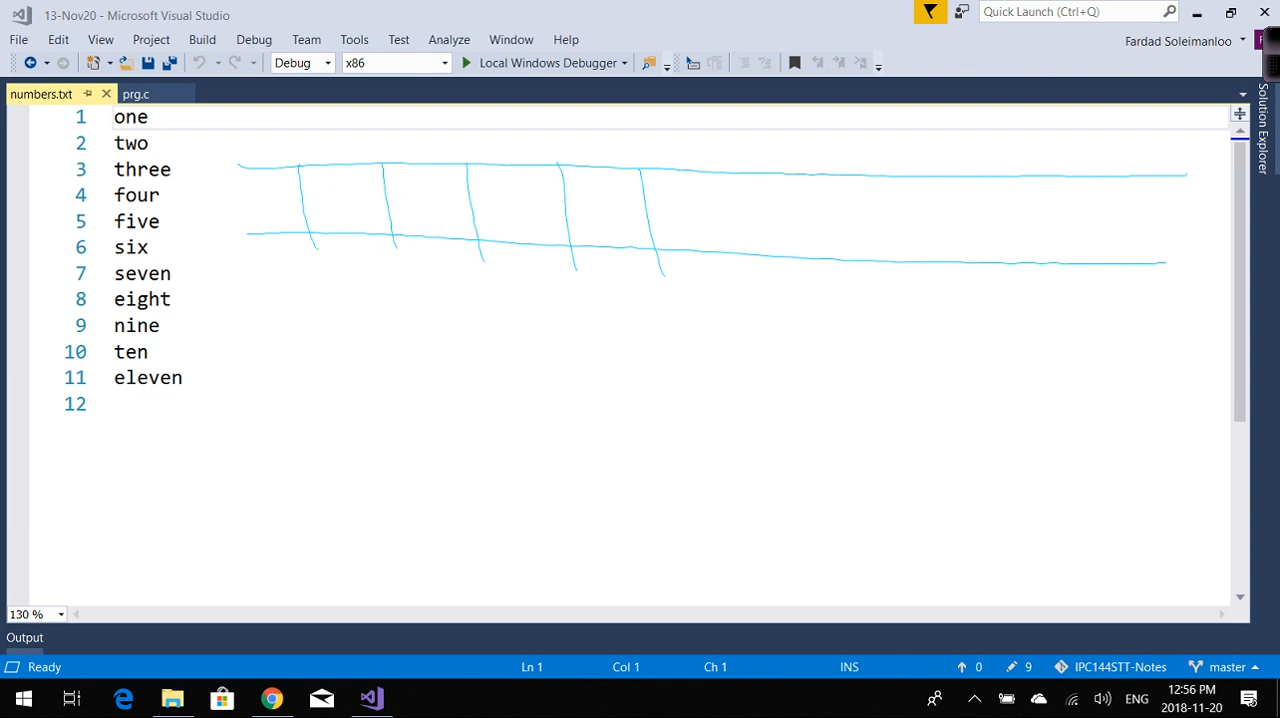 13-Nov20 - Microsoft Visual Studio
Quick Launch (Ctrl+Q)
File Edit View Project Build Debug Team Tools Test Analyze Window Help
Fardad Soleimanloo
Debug x86 Local Windows Debugger
numbers.txt prg.c
Solution Explorer
1 one
2 two
3 three
4 four
5 five
6 six
7 seven
8 eight
9 nine
10 ten
11 eleven
12
130 %
Output
Ready Ln 1 Col 1 Ch 1 INS 0 9 IPC144STT-Notes master
ENG 12:56 PM
2018-11-20